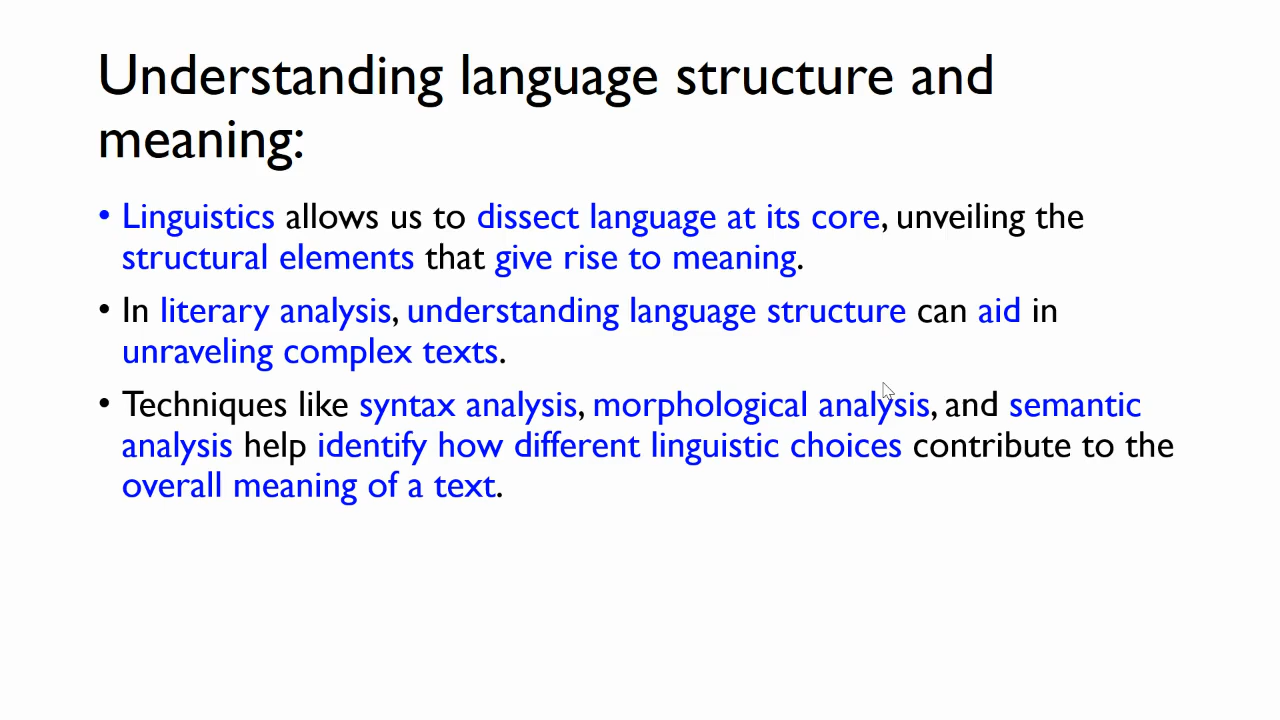 Understanding language structure and
meaning:
• Linguistics allows us to dissect language at its core, unveiling the
structural elements that give rise to meaning.
• In literary analysis, understanding language structure can aid in
unraveling complex texts.
• Techniques like syntax analysis, morphological analysis, and semantic
analysis help identify how different linguistic choices contribute to the
overall meaning of a text.